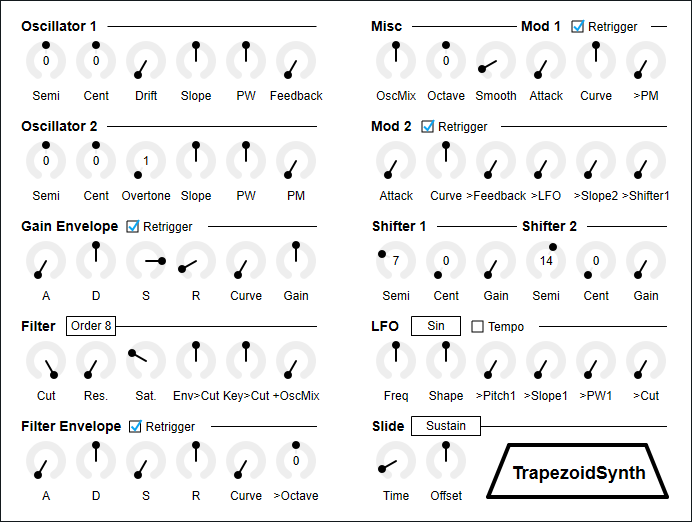 Oscillator 1
0 0
Semi Cent Drift Slope PW Feedback
Oscillator 2
0 0 1
Semi Cent Overtone Slope PW PM
Gain Envelope Retrigger
A D S R Curve Gain
Filter Order 8
Cut Res. Sat. Env>Cut Key>Cut +OscMix
Filter Envelope Retrigger
0
A D S R Curve >Octave
Misc Mod 1 Retrigger
0
OscMix Octave Smooth Attack Curve >PM
Mod 2 Retrigger
Attack Curve >Feedback >LFO >Slope2 >Shifter1
Shifter 1 Shifter 2
7 0 14 0
Semi Cent Gain Semi Cent Gain
LFO Sin Tempo
Freq Shape >Pitch1 >Slope1 >PW1 >Cut
Slide Sustain
Time Offset
TrapezoidSynth